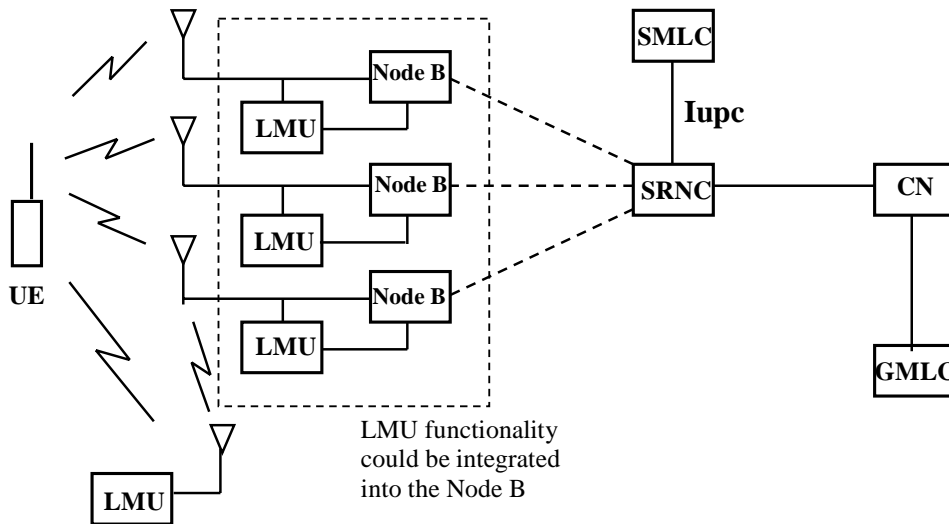 SMLC
Node B
LMU
Iupc
Node B
SRNC
CN
LMU
UE
Node B
LMU
GMLC
LMU functionality
could be integrated
into the Node B
LMU